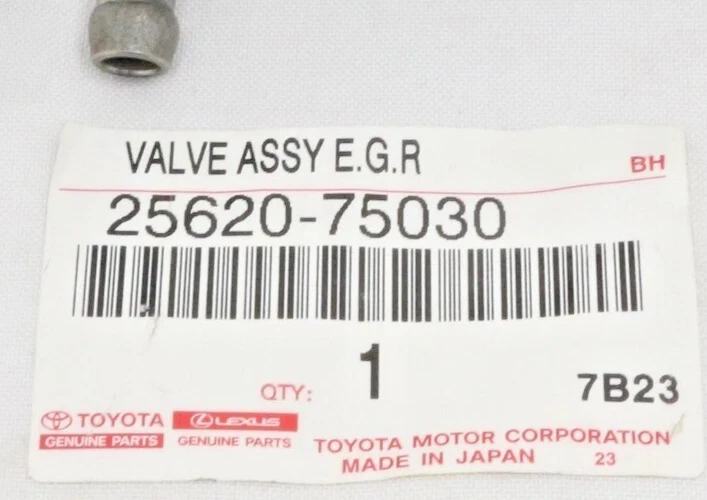 VALVE ASSY E.G.R
BH
25620-75030
QTY: 1
7B23
TOYOTA
GENUINE PARTS
LEXUS
GENUINE PARTS
TOYOTA MOTOR CORPORATION
MADE IN JAPAN 23